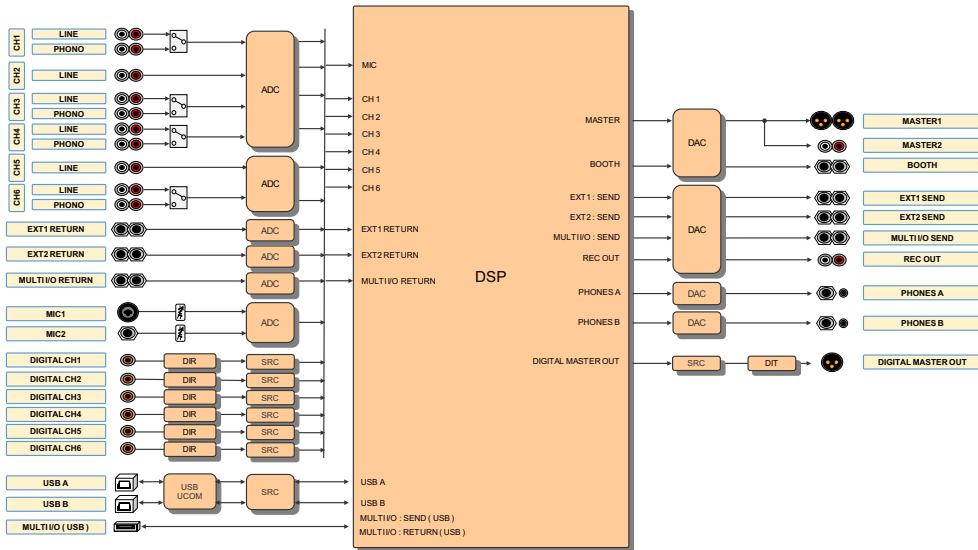 CH1
LINE
PHONO
CH2
LINE
CH3
LINE
PHONO
CH4
LINE
PHONO
CH5
LINE
CH6
LINE
PHONO
EXT1 RETURN
EXT2 RETURN
MULTI I/O RETURN
MIC1
MIC2
DIGITAL CH1
DIGITAL CH2
DIGITAL CH3
DIGITAL CH4
DIGITAL CH5
DIGITAL CH6
USB A
USB B
MULTI I/O ( USB )
DIR
DIR
DIR
DIR
DIR
DIR
USB
UCOM
ADC
ADC
ADC
ADC
ADC
ADC
SRC
SRC
SRC
SRC
SRC
SRC
SRC
MIC
CH 1
CH 2
CH 3
CH 4
CH 5
CH 6
EXT1 RETURN
EXT2 RETURN
MULTI I/O RETURN
USB A
USB B
MULTI I/O : SEND ( USB )
MULTI I/O : RETURN ( USB )
DSP
MASTER
BOOTH
EXT1 : SEND
EXT2 : SEND
MULTI I/O : SEND
REC OUT
PHONES A
PHONES B
DIGITAL MASTER OUT
DAC
DAC
DAC
DAC
SRC
DIT
MASTER1
MASTER2
BOOTH
EXT1 SEND
EXT2 SEND
MULTI I/O SEND
REC OUT
PHONES A
PHONES B
DIGITAL MASTER OUT